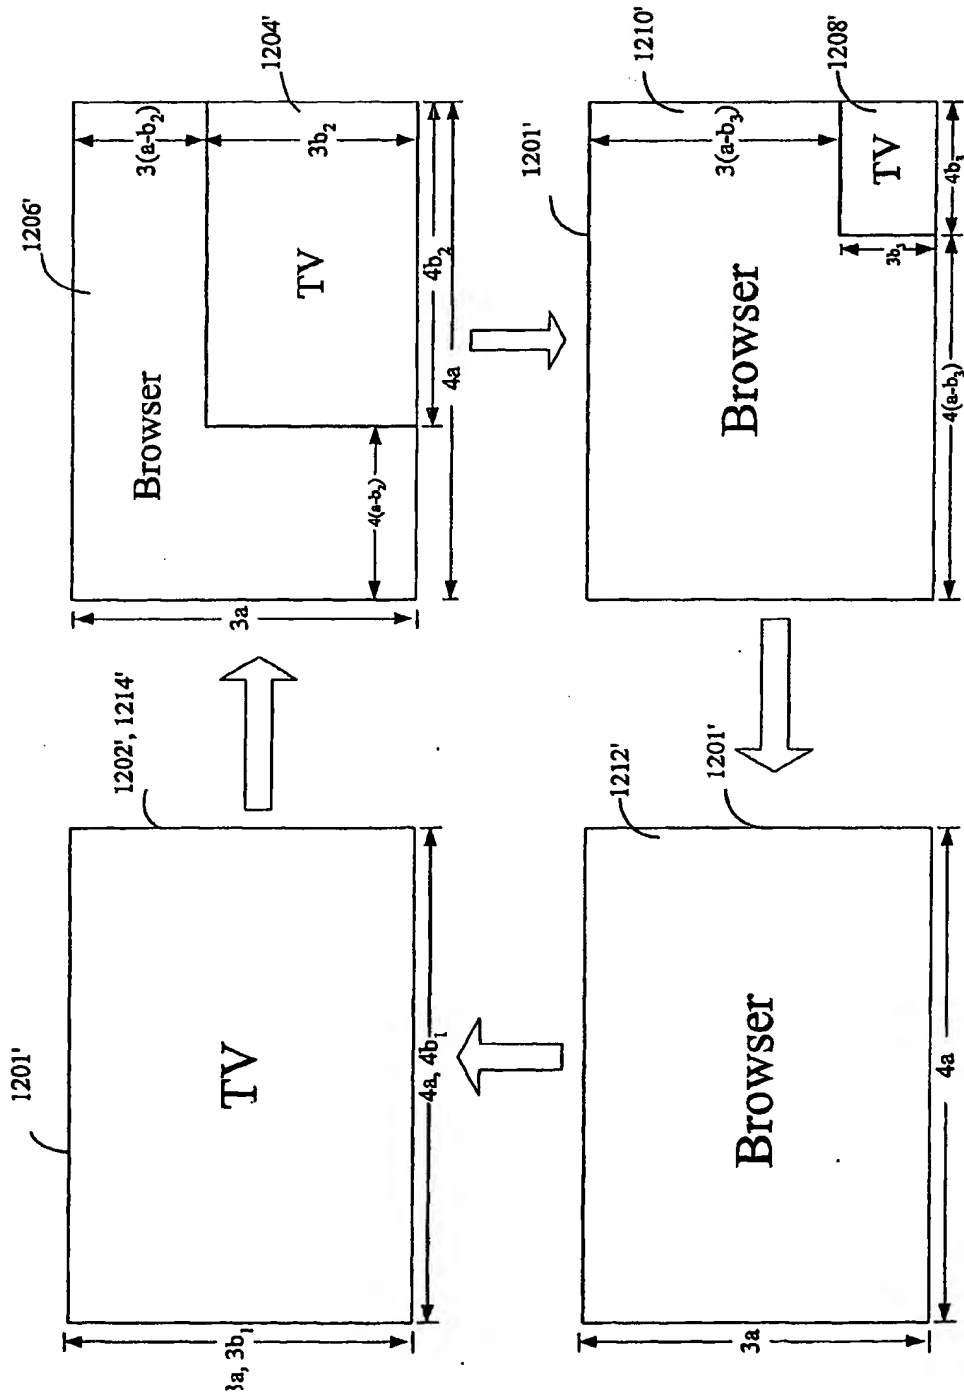 1201'
1202', 1214'
TV
3a, 3b₁
4a, 4b₁
1206'
1204'
Browser
TV
3a
3(a-b₂)
3b₂
4(a-b₂)
4b₂
4a
1212'
1201'
Browser
3a
4a
1201'
1210'
1208'
Browser
TV
3(a-b₃)
3b₃
4(a-b₃)
4b₃